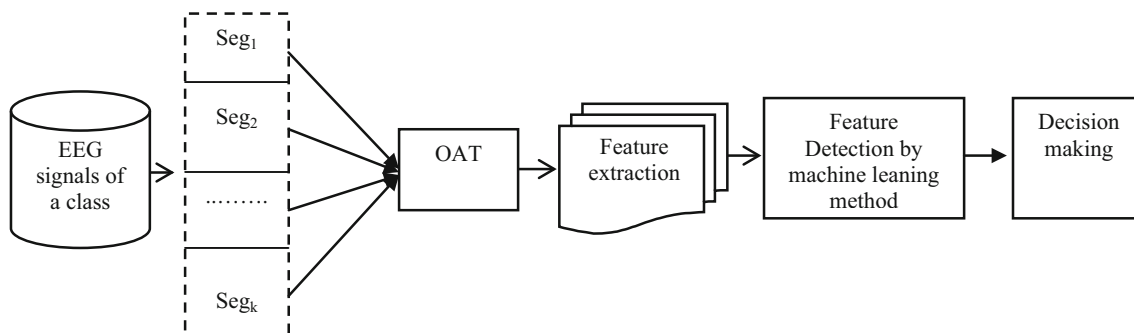 EEG
signals of
a class
Seg₁
Seg₂
.........
Segₖ
OAT
Feature
extraction
Feature
Detection by
machine leaning
method
Decision
making